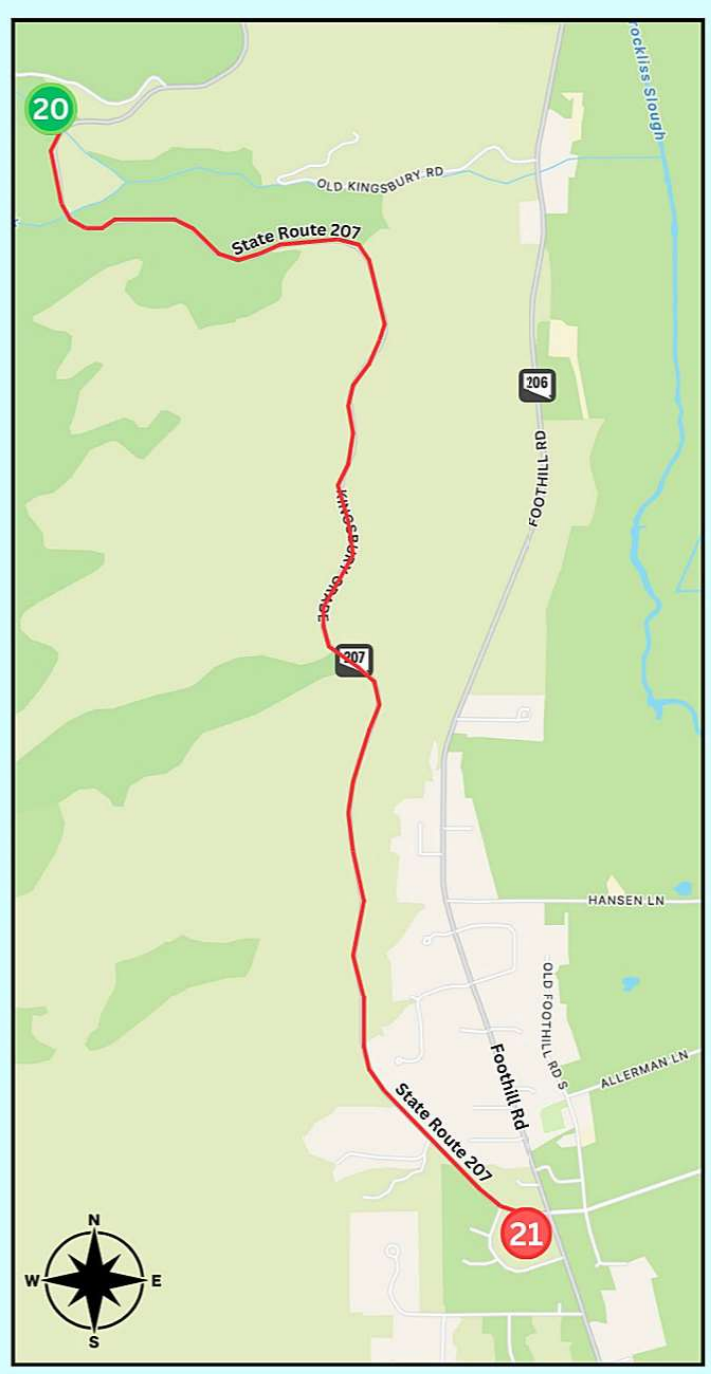 rockliss Slough
20
OLD KINGSBURY RD
State Route 207
206
FOOTHILL RD
KINGSBURY GRADE
207
HANSEN LN
OLD FOOTHILL RD S
Foothill Rd
ALLERMAN LN
State Route 207
21
N
W
E
S